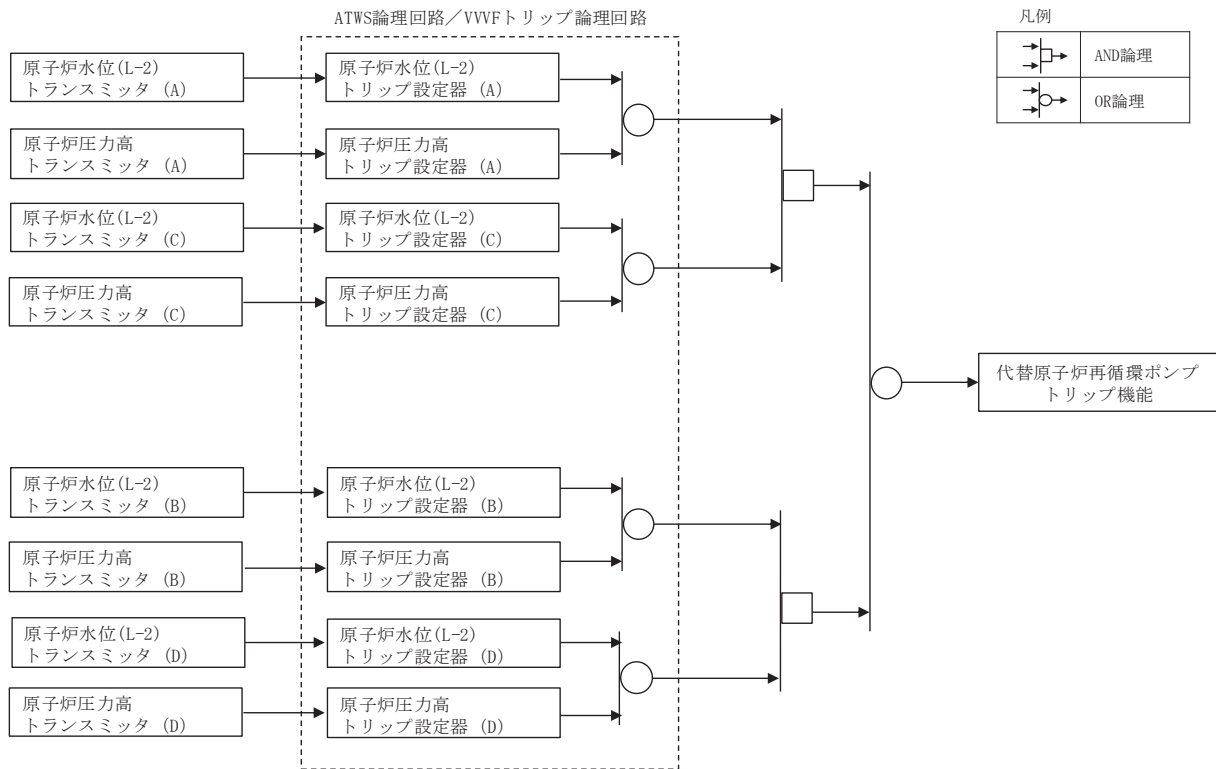 ATWS論理回路／VVVFトリップ論理回路
凡例
AND論理
OR論理
原子炉水位(L-2)
トランスミッタ (A)
原子炉水位(L-2)
トリップ設定器 (A)
原子炉圧力高
トランスミッタ (A)
原子炉圧力高
トリップ設定器 (A)
原子炉水位(L-2)
トランスミッタ (C)
原子炉水位(L-2)
トリップ設定器 (C)
原子炉圧力高
トランスミッタ (C)
原子炉圧力高
トリップ設定器 (C)
代替原子炉再循環ポンプ
トリップ機能
原子炉水位(L-2)
トランスミッタ (B)
原子炉水位(L-2)
トリップ設定器 (B)
原子炉圧力高
トランスミッタ (B)
原子炉圧力高
トリップ設定器 (B)
原子炉水位(L-2)
トランスミッタ (D)
原子炉水位(L-2)
トリップ設定器 (D)
原子炉圧力高
トランスミッタ (D)
原子炉圧力高
トリップ設定器 (D)